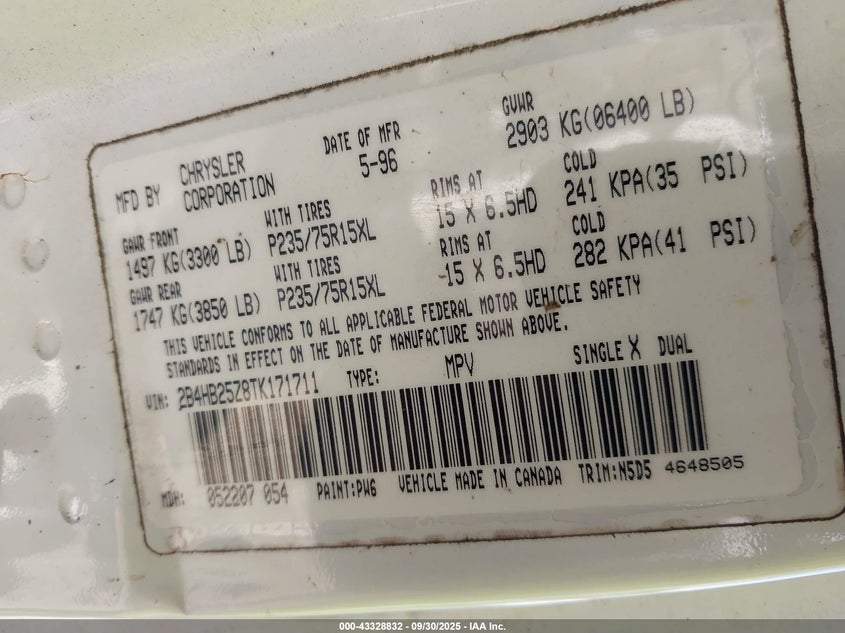 MFD BY CHRYSLER CORPORATION DATE OF MFR 5-96 GVWR 2903 KG(06400 LB)
GAWR FRONT WITH TIRES RIMS AT COLD
1497 KG(3300 LB) P235/75R15XL 15 X 6.5HD 241 KPA(35 PSI)
GAWR REAR WITH TIRES RIMS AT COLD
1747 KG(3850 LB) P235/75R15XL 15 X 6.5HD 282 KPA(41 PSI)
THIS VEHICLE CONFORMS TO ALL APPLICABLE FEDERAL MOTOR VEHICLE SAFETY
STANDARDS IN EFFECT ON THE DATE OF MANUFACTURE SHOWN ABOVE.
VIN: 2B4HB25Z8TK171711 TYPE: MPV SINGLE X DUAL
MDH: 052207 054 PAINT:PW6 VEHICLE MADE IN CANADA TRIM:N5D5 4648505
000-43328832 - 09/30/2025 - IAA Inc.